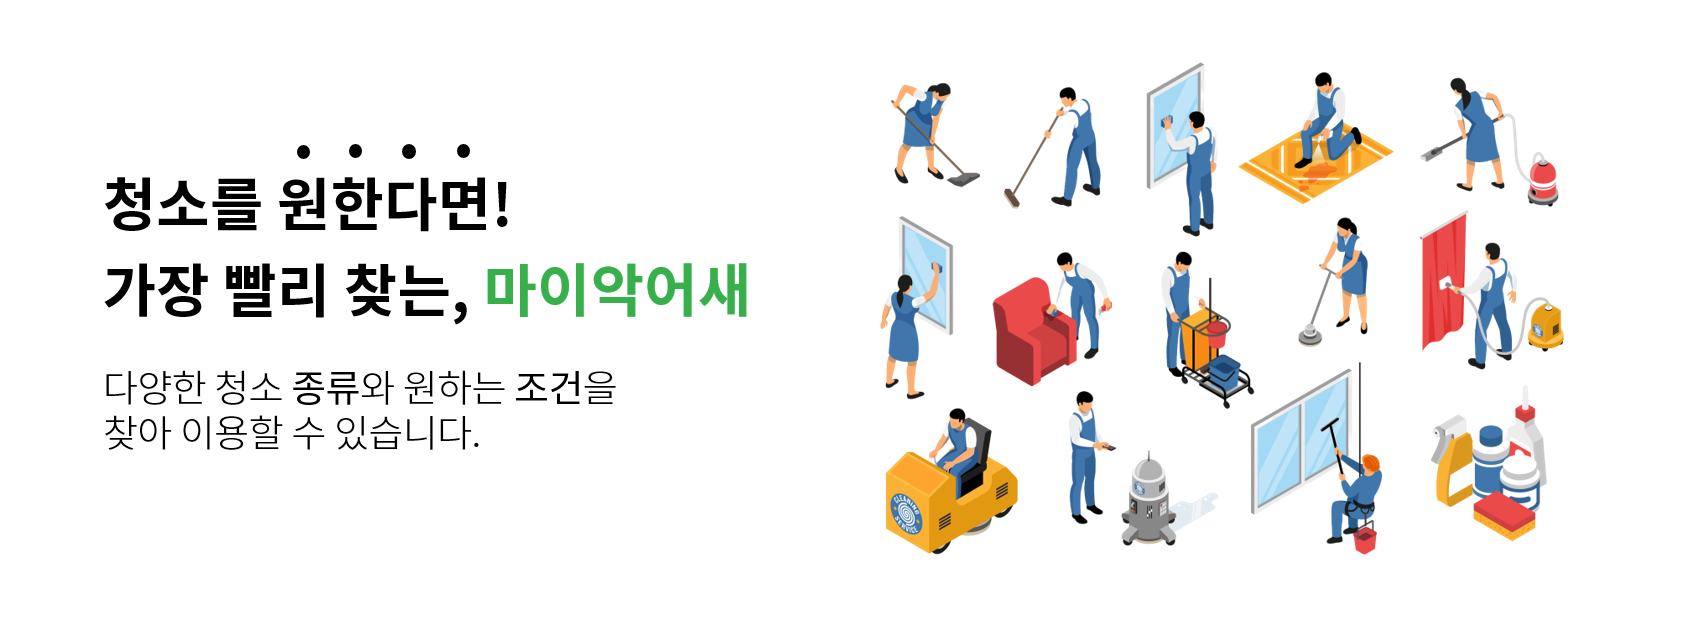 청소를 원한다면!
가장 빨리 찾는, 마이악어새
다양한 청소 종류와 원하는 조건을
찾아 이용할 수 있습니다.
CLEANING SERVICE